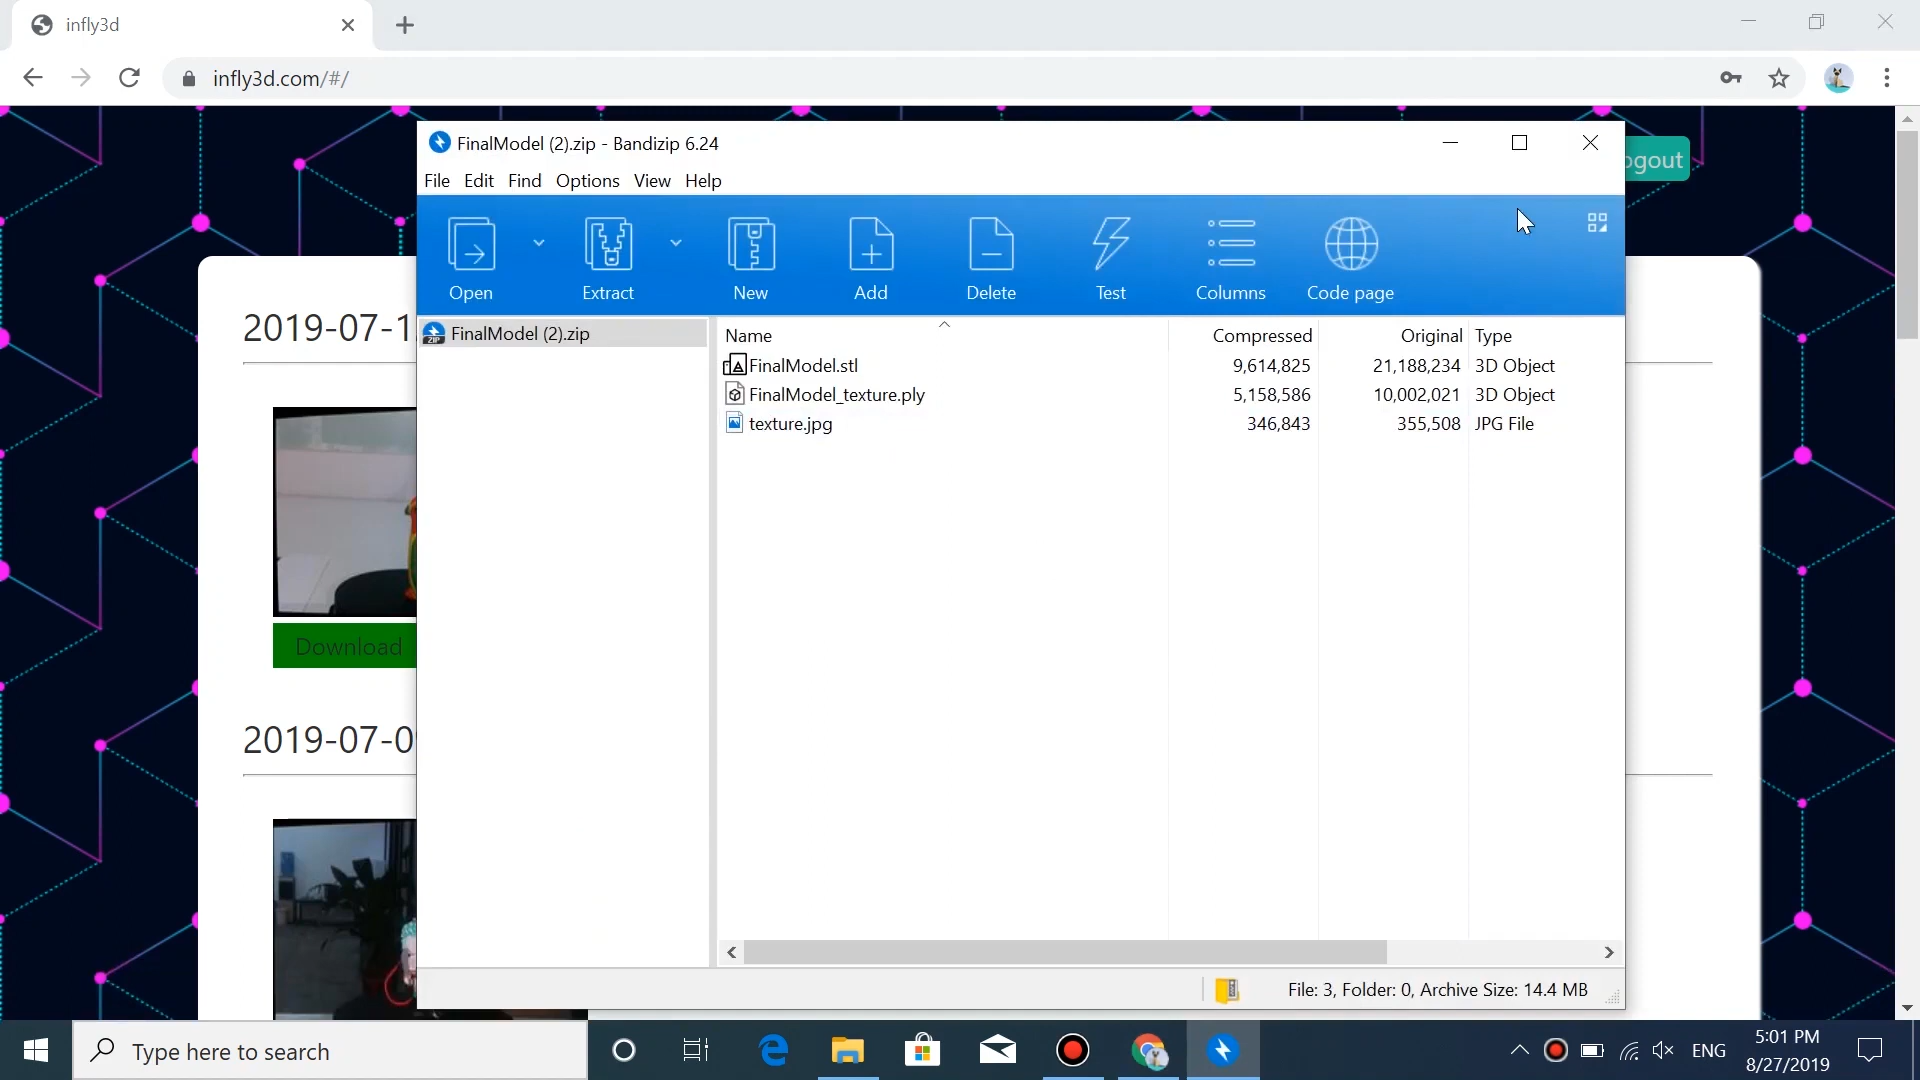 infly3d
infly3d.com/#/
FinalModel (2).zip - Bandizip 6.24
File Edit Find Options View Help
ogout
Open Extract New Add Delete Test Columns Code page
2019-07-1
FinalModel (2).zip
Name Compressed Original Type
FinalModel.stl 9,614,825 21,188,234 3D Object
FinalModel_texture.ply 5,158,586 10,002,021 3D Object
texture.jpg 346,843 355,508 JPG File
Download
2019-07-0
File: 3, Folder: 0, Archive Size: 14.4 MB
Type here to search
ENG
5:01 PM
8/27/2019